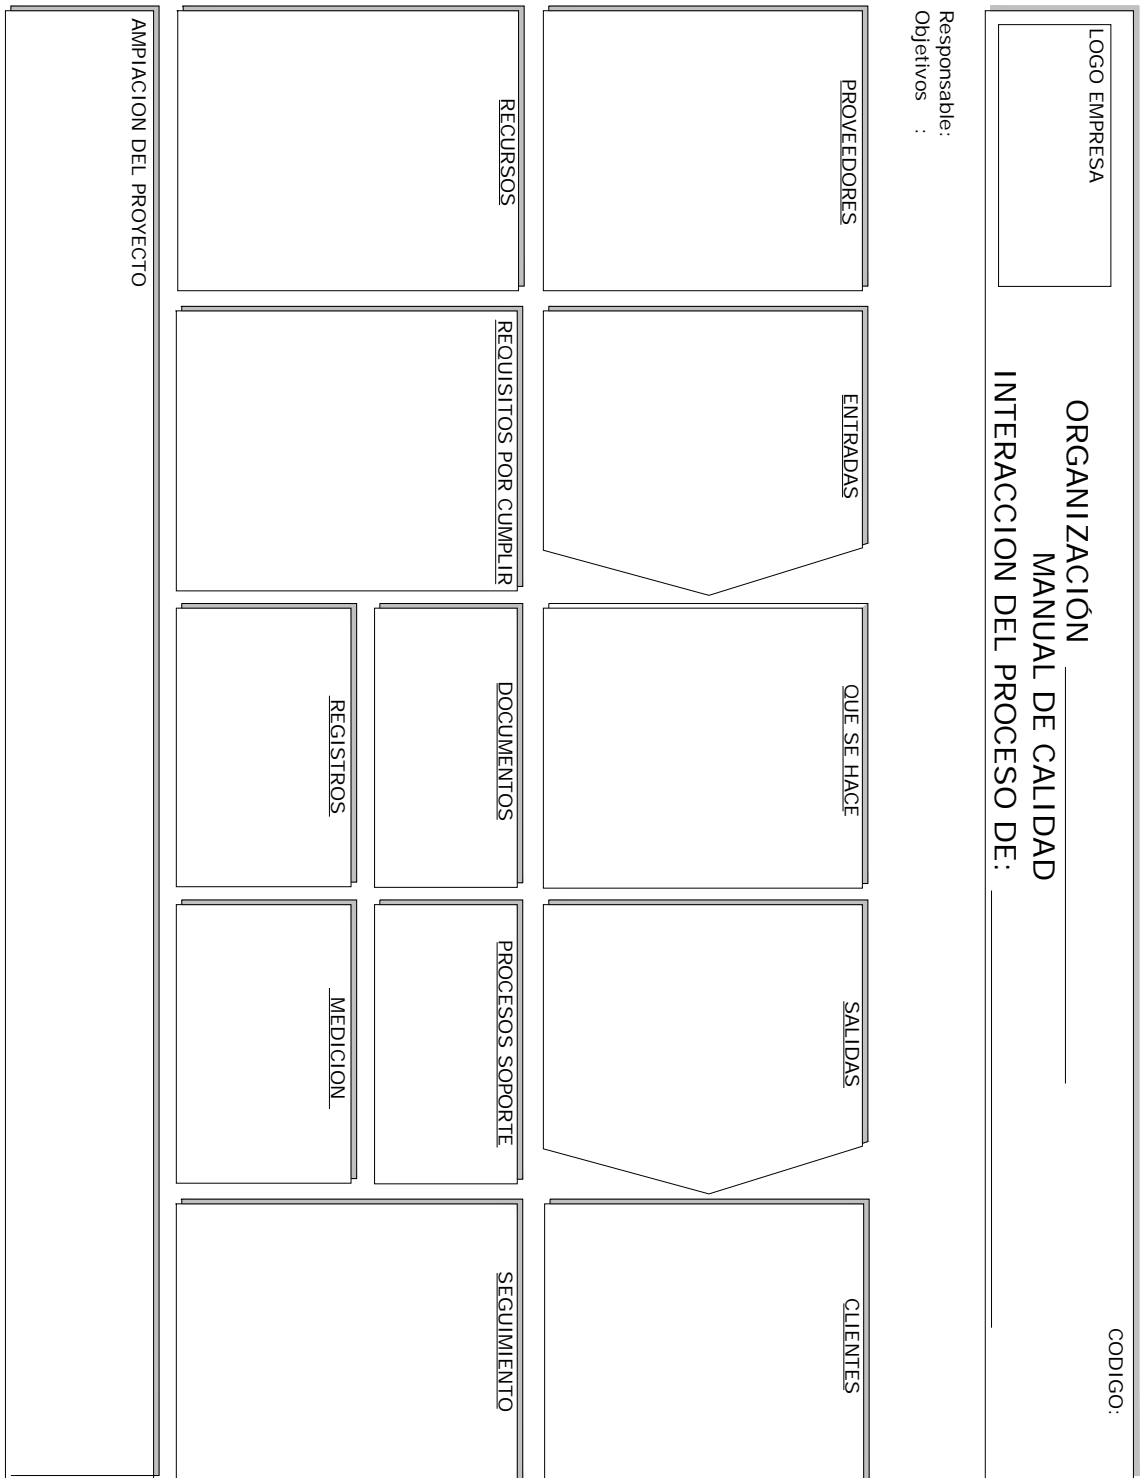 LOGO EMPRESA
CODIGO:
ORGANIZACIÓN
MANUAL DE CALIDAD
INTERACCION DEL PROCESO DE:
Responsable:
Objetivos :
PROVEEDORES
ENTRADAS
QUE SE HACE
SALIDAS
CLIENTES
RECURSOS
REQUISITOS POR CUMPLIR
DOCUMENTOS
PROCESOS SOPORTE
SEGUIMIENTO
REGISTROS
MEDICION
AMPIACION DEL PROYECTO